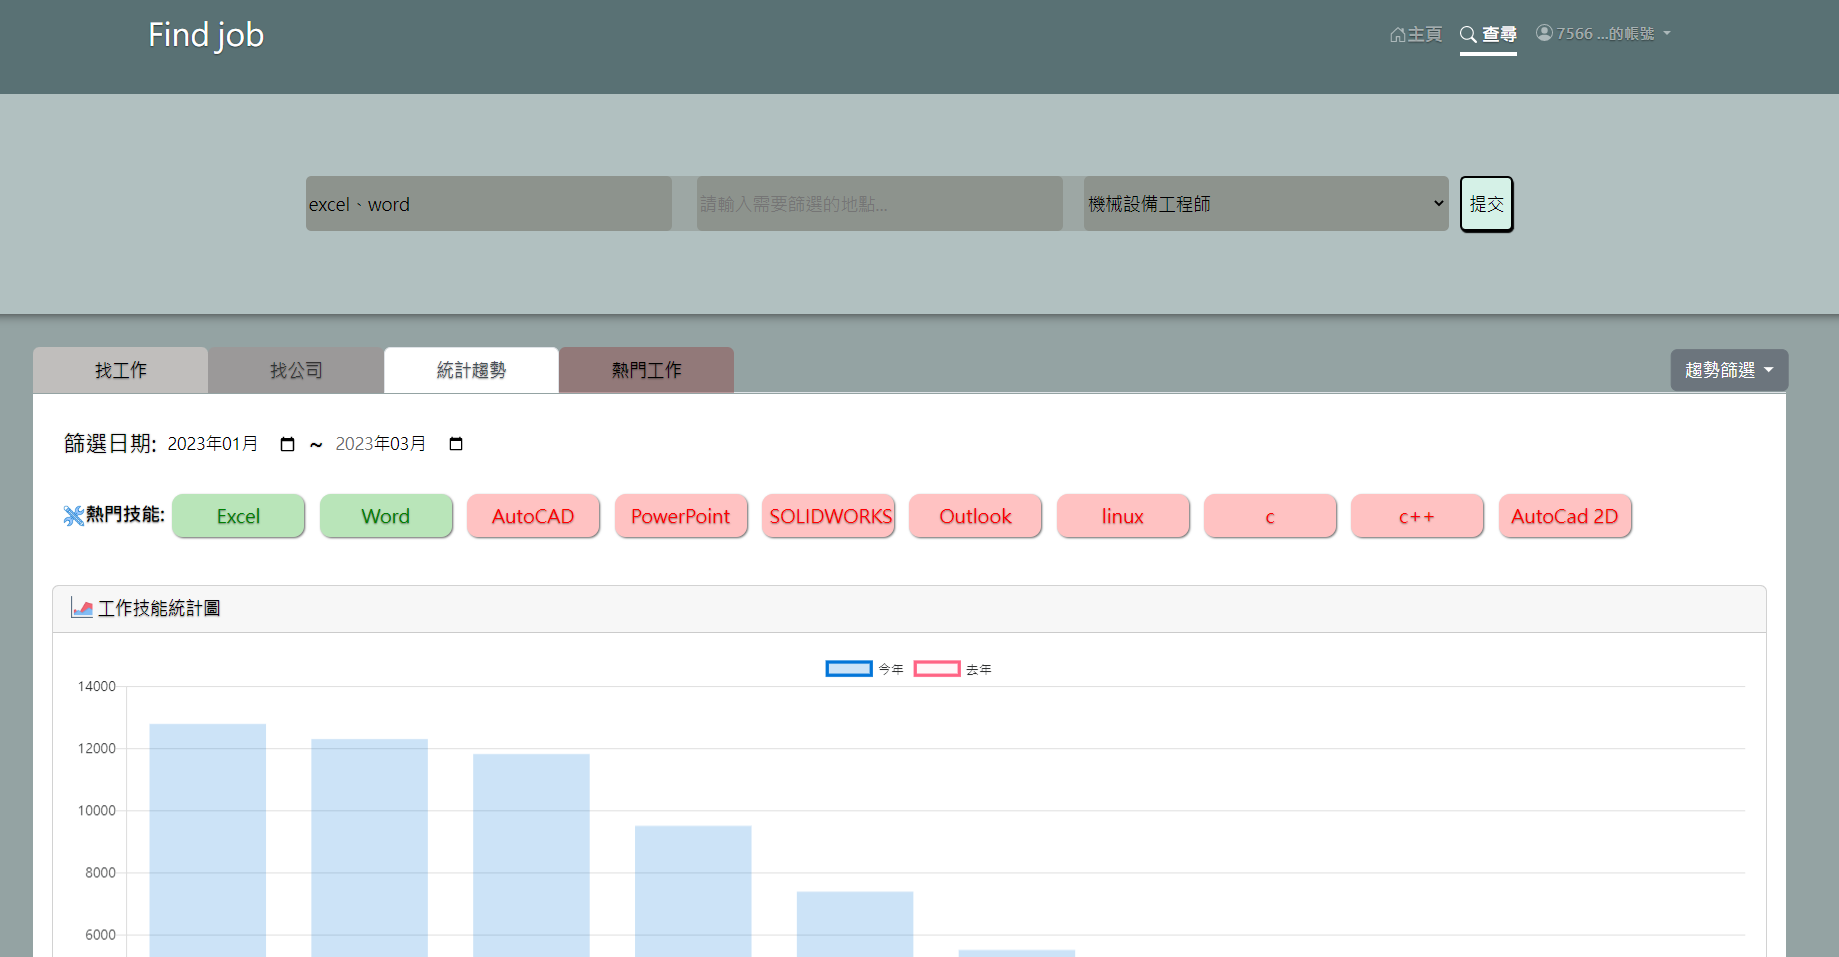 Find job
主頁
查尋
7566 ...的帳號
excel、word
請輸入需要篩選的地點...
機械設備工程師
提交
找工作
找公司
統計趨勢
熱門工作
趨勢篩選
篩選日期: 2023年01月 ~ 2023年03月
熱門技能: Excel Word AutoCAD PowerPoint SOLIDWORKS Outlook linux c c++ AutoCad 2D
工作技能統計圖
今年 去年
14000
12000
10000
8000
6000